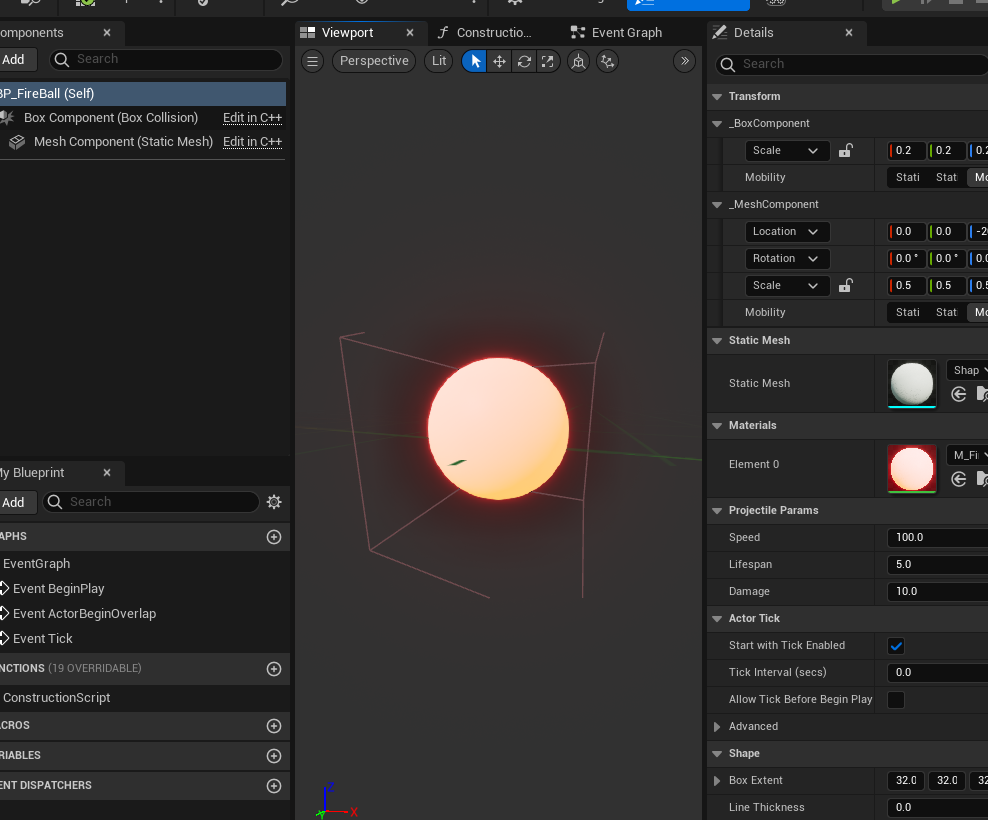 omponents
Add
Search
BP_FireBall (Self)
Box Component (Box Collision) Edit in C++
Mesh Component (Static Mesh) Edit in C++
My Blueprint
Add
Search
APHS
EventGraph
Event BeginPlay
Event ActorBeginOverlap
Event Tick
NCTIONS (19 OVERRIDABLE)
ConstructionScript
ACROS
RIABLES
ENT DISPATCHERS
Viewport
Constructio...
Event Graph
Perspective
Lit
Z
X
Details
Search
Transform
_BoxComponent
Scale 0.2 0.2 0.2
Mobility Stati Stat Mo
_MeshComponent
Location 0.0 0.0 -20
Rotation 0.0 ° 0.0 ° 0.0
Scale 0.5 0.5 0.5
Mobility Stati Stat Mo
Static Mesh
Static Mesh Shap
Materials
Element 0 M_Fi
Projectile Params
Speed 100.0
Lifespan 5.0
Damage 10.0
Actor Tick
Start with Tick Enabled
Tick Interval (secs) 0.0
Allow Tick Before Begin Play
Advanced
Shape
Box Extent 32.0 32.0 32
Line Thickness 0.0